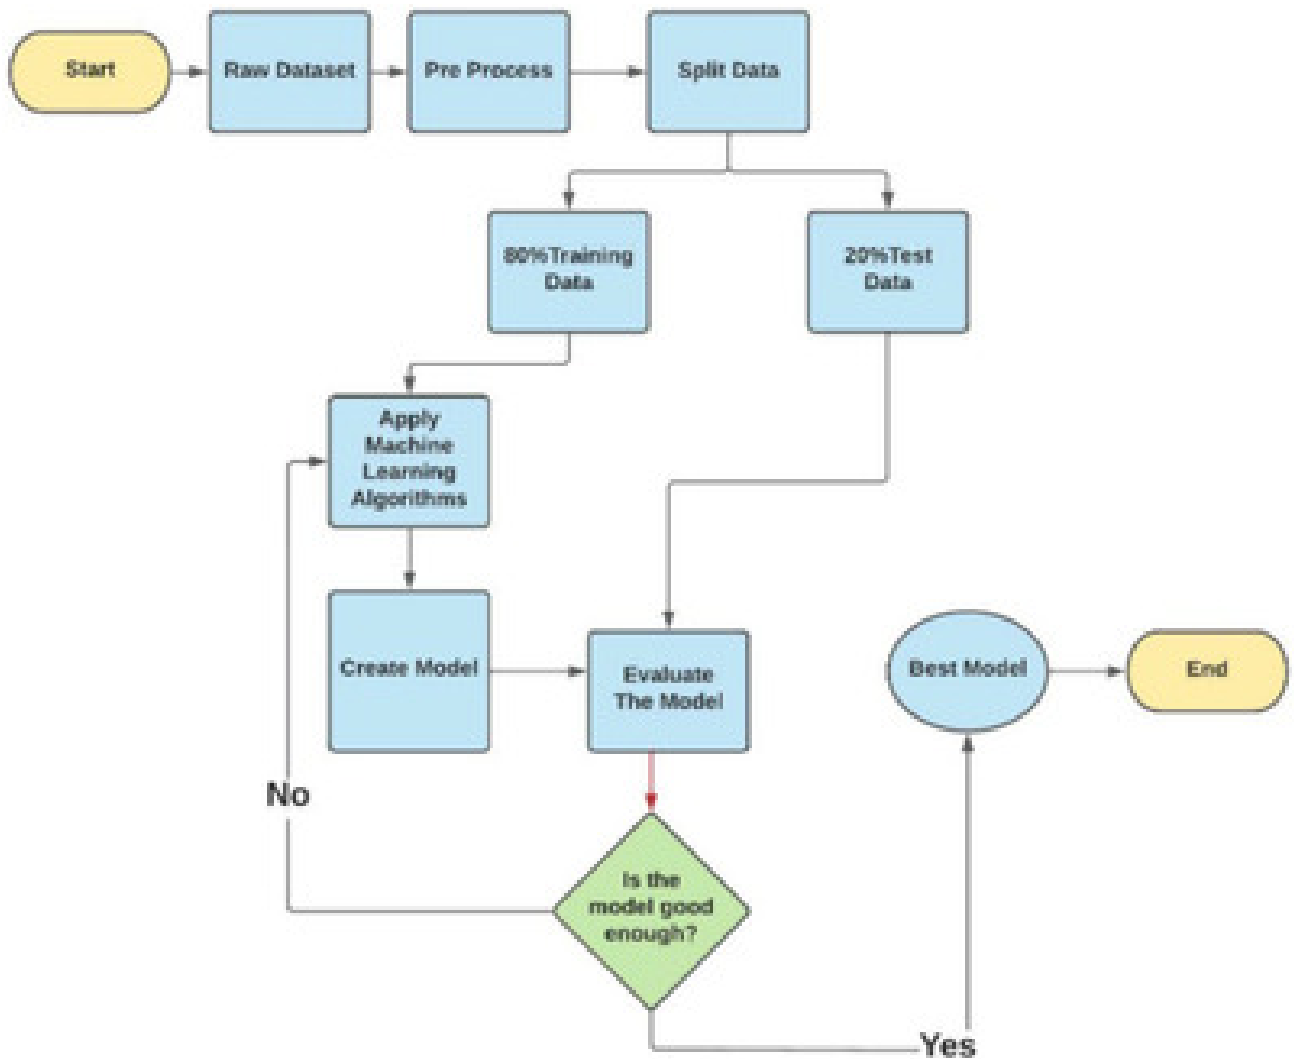 Start
Raw Dataset
Pre Process
Split Data
80%Training
Data
20%Test
Data
Apply
Machine
Learning
Algorithms
Create Model
Evaluate
The Model
Best Model
End
No
Is the
model good
enough?
Yes